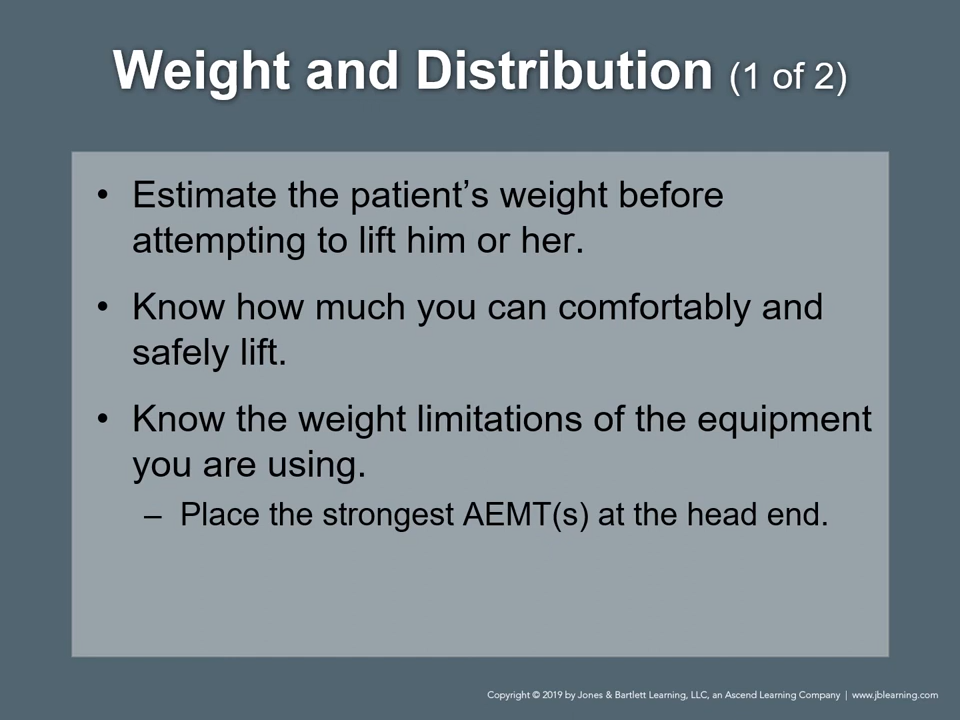 Weight and Distribution (1 of 2)
• Estimate the patient’s weight before
attempting to lift him or her.
• Know how much you can comfortably and
safely lift.
• Know the weight limitations of the equipment
you are using.
– Place the strongest AEMT(s) at the head end.
Copyright © 2019 by Jones & Bartlett Learning, LLC, an Ascend Learning Company | www.jblearning.com